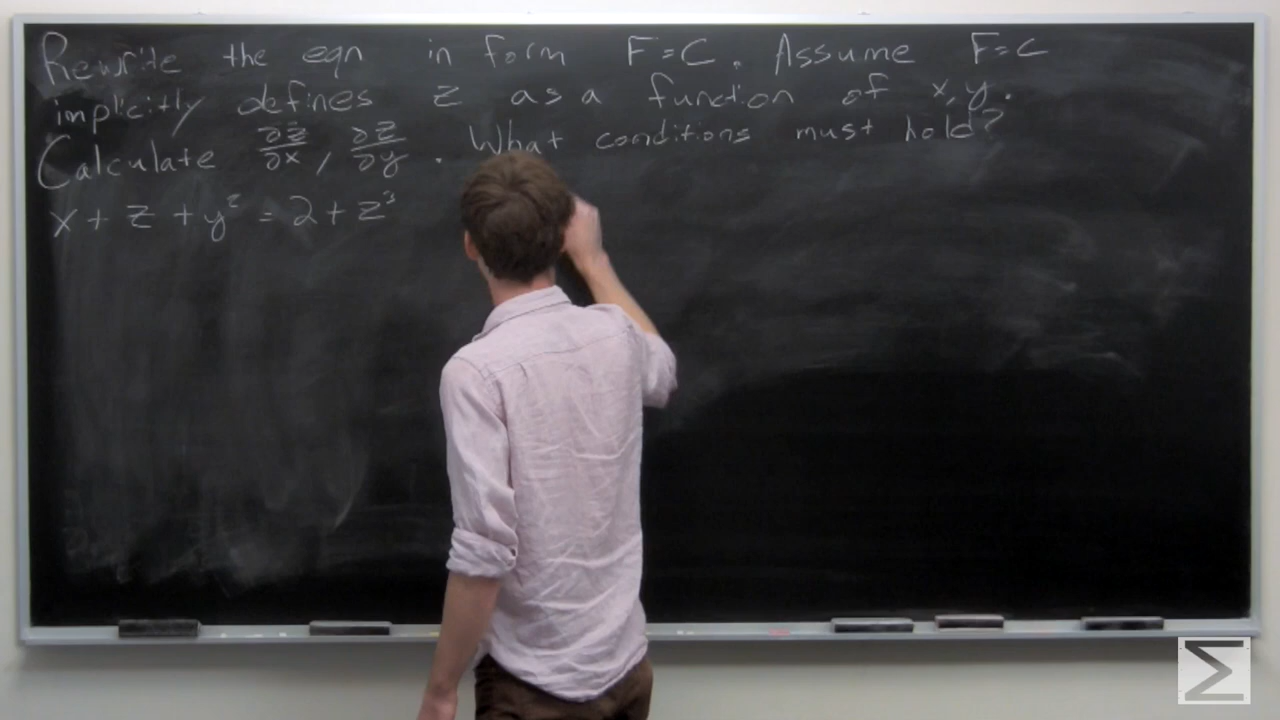 Rewrite the eqn in form F=C. Assume F=C
implicitly defines z as a function of x,y.
Calculate ∂z/∂x, ∂z/∂y. What conditions must hold?
x + z + y² = 2 + z³
Σ